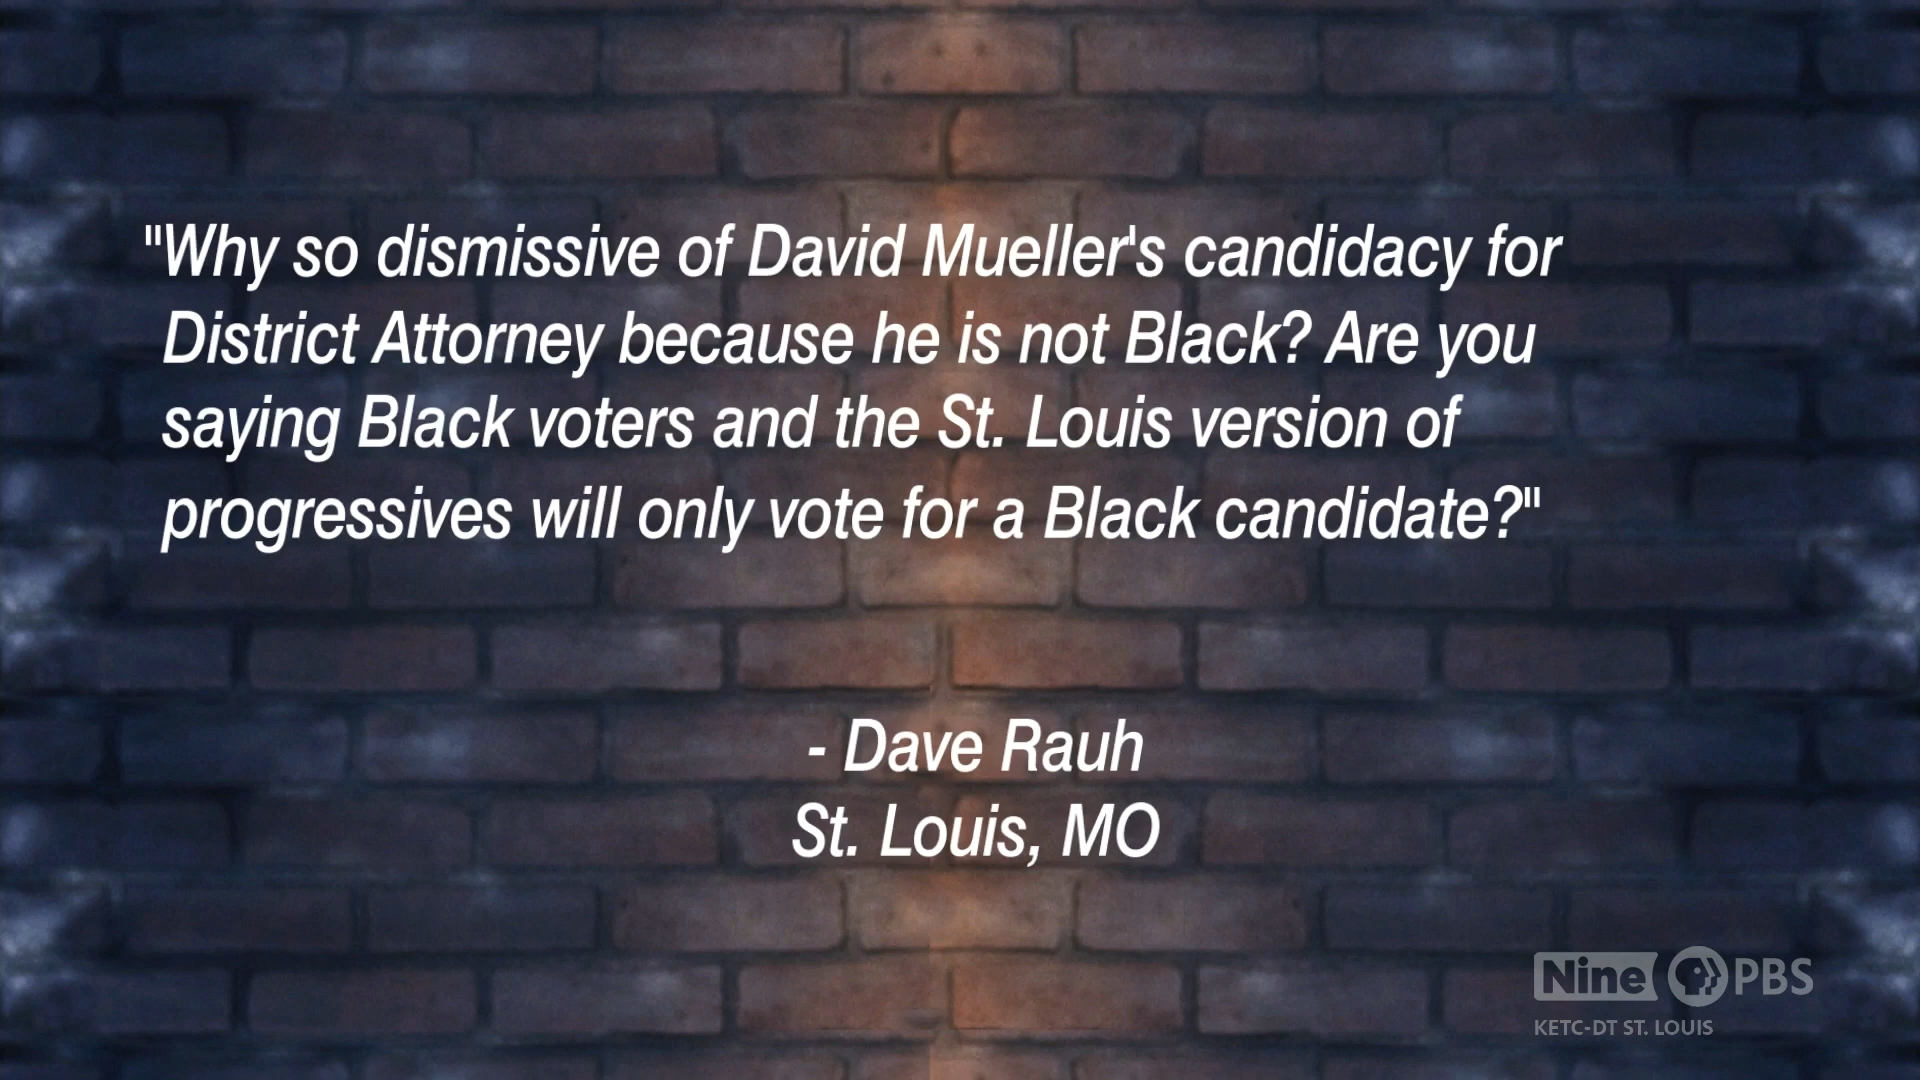 "Why so dismissive of David Mueller's candidacy for
District Attorney because he is not Black? Are you
saying Black voters and the St. Louis version of
progressives will only vote for a Black candidate?"
- Dave Rauh
St. Louis, MO
Nine PBS
KETC-DT ST. LOUIS